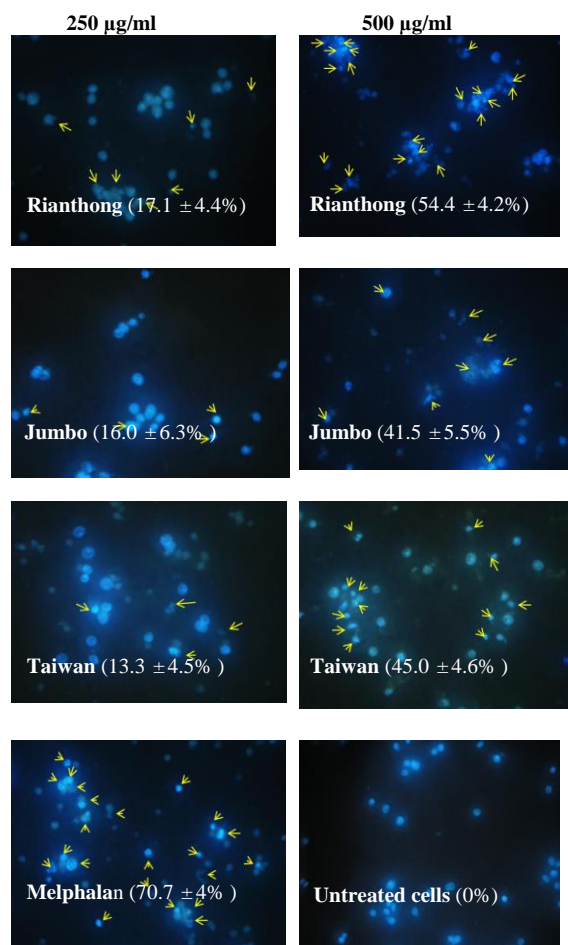 250 µg/ml 500 µg/ml
Rianthong (17.1 ±4.4%) Rianthong (54.4 ±4.2%)
Jumbo (16.0 ±6.3% ) Jumbo (41.5 ±5.5%)
Taiwan (13.3 ±4.5% ) Taiwan (45.0 ±4.6%)
Melphalan (70.7 ±4% ) Untreated cells (0%)